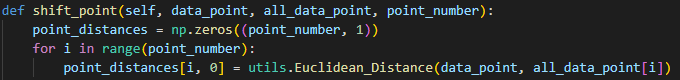 def shift_point(self, data_point, all_data_point, point_number):
    point_distances = np.zeros((point_number, 1))
    for i in range(point_number):
        point_distances[i, 0] = utils.Euclidean_Distance(data_point, all_data_point[i])